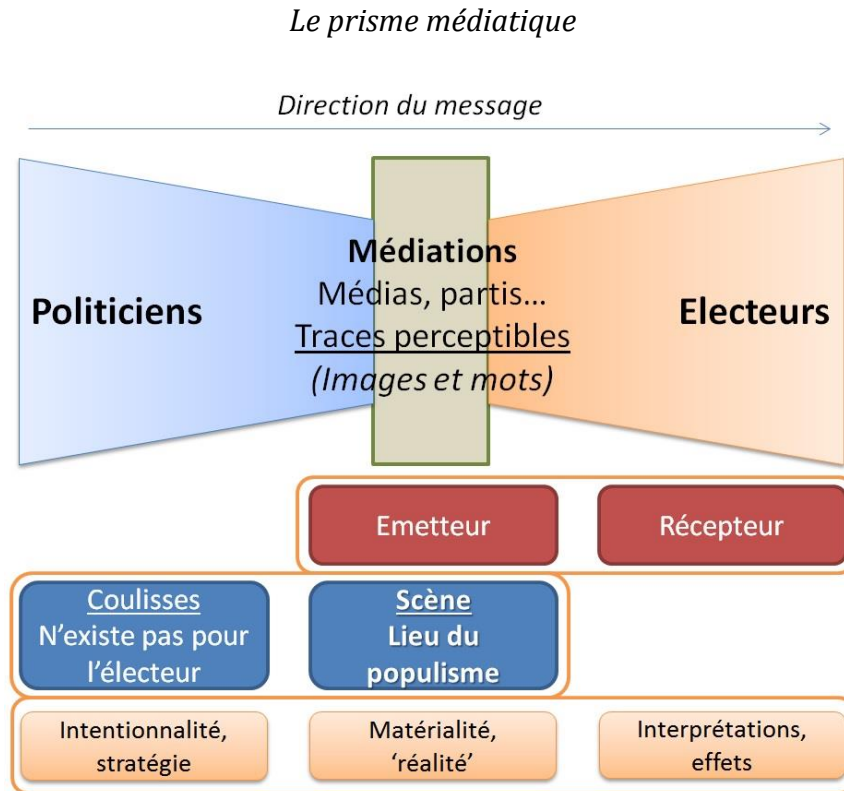 Le prisme médiatique
Direction du message
Politiciens
Médiations
Médias, partis...
Traces perceptibles
(Images et mots)
Electeurs
Emetteur
Récepteur
Coulisses
N’existe pas pour
l’électeur
Scène
Lieu du
populisme
Intentionnalité,
stratégie
Matérialité,
‘réalité’
Interprétations,
effets